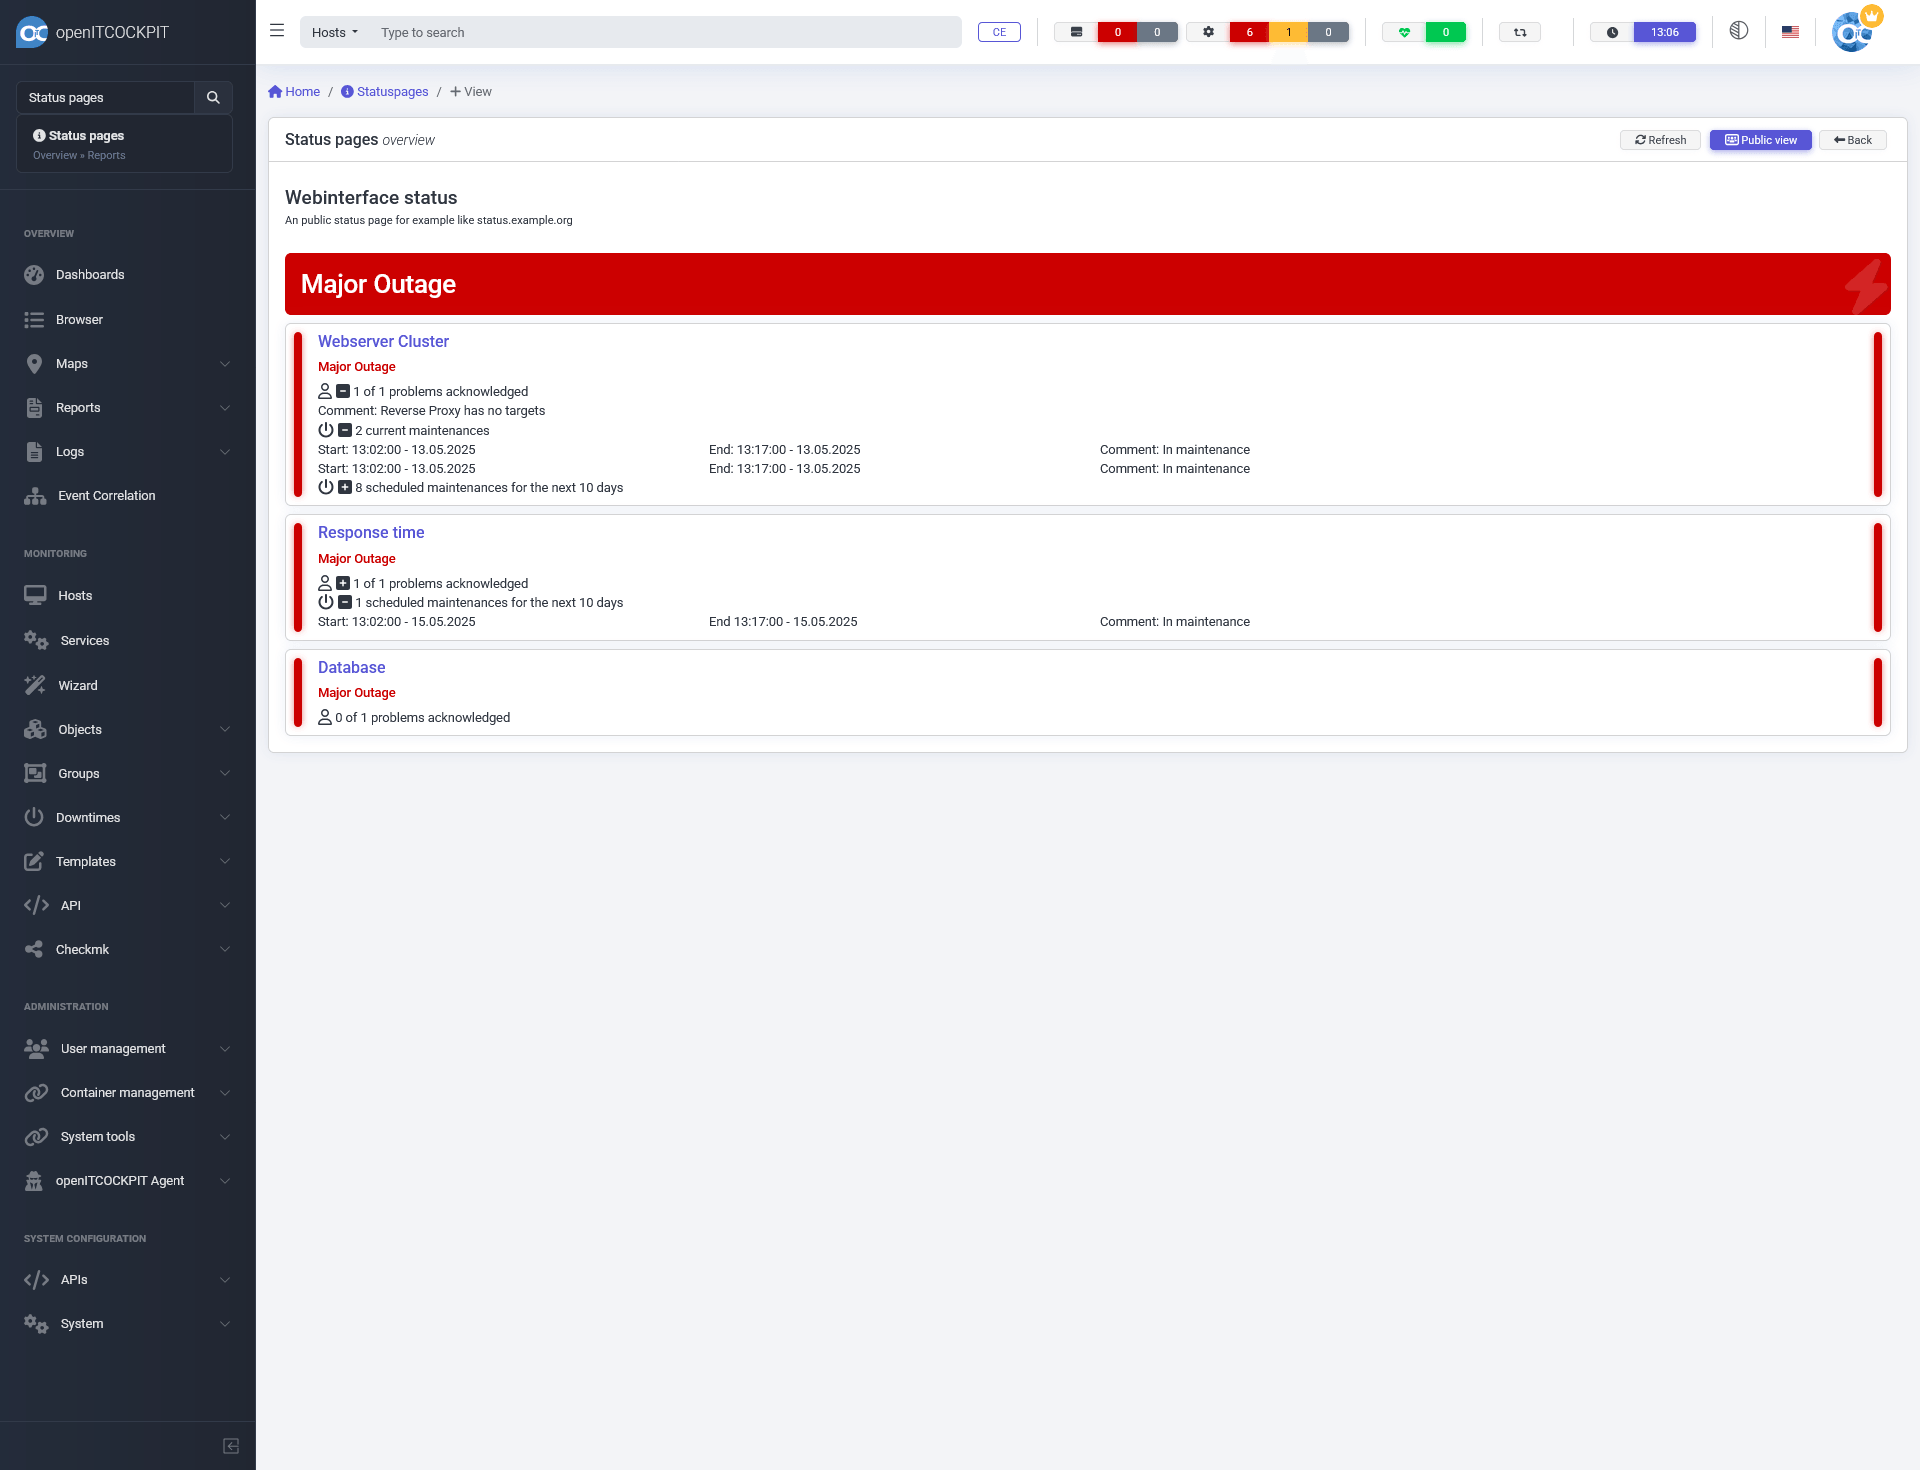 openITCOCKPIT
Status pages
Status pages
Overview » Reports
OVERVIEW
Dashboards
Browser
Maps
Reports
Logs
Event Correlation
MONITORING
Hosts
Services
Wizard
Objects
Groups
Downtimes
Templates
API
Checkmk
ADMINISTRATION
User management
Container management
System tools
openITCOCKPIT Agent
SYSTEM CONFIGURATION
APIs
System
Hosts Type to search CE 0 0 6 1 0 0 13:06
Home / Statuspages / View
Status pages overview Refresh Public view Back
Webinterface status
An public status page for example like status.example.org
Major Outage
Webserver Cluster
Major Outage
1 of 1 problems acknowledged
Comment: Reverse Proxy has no targets
2 current maintenances
Start: 13:02:00 - 13.05.2025 End: 13:17:00 - 13.05.2025 Comment: In maintenance
Start: 13:02:00 - 13.05.2025 End: 13:17:00 - 13.05.2025 Comment: In maintenance
8 scheduled maintenances for the next 10 days
Response time
Major Outage
1 of 1 problems acknowledged
1 scheduled maintenances for the next 10 days
Start: 13:02:00 - 15.05.2025 End 13:17:00 - 15.05.2025 Comment: In maintenance
Database
Major Outage
0 of 1 problems acknowledged